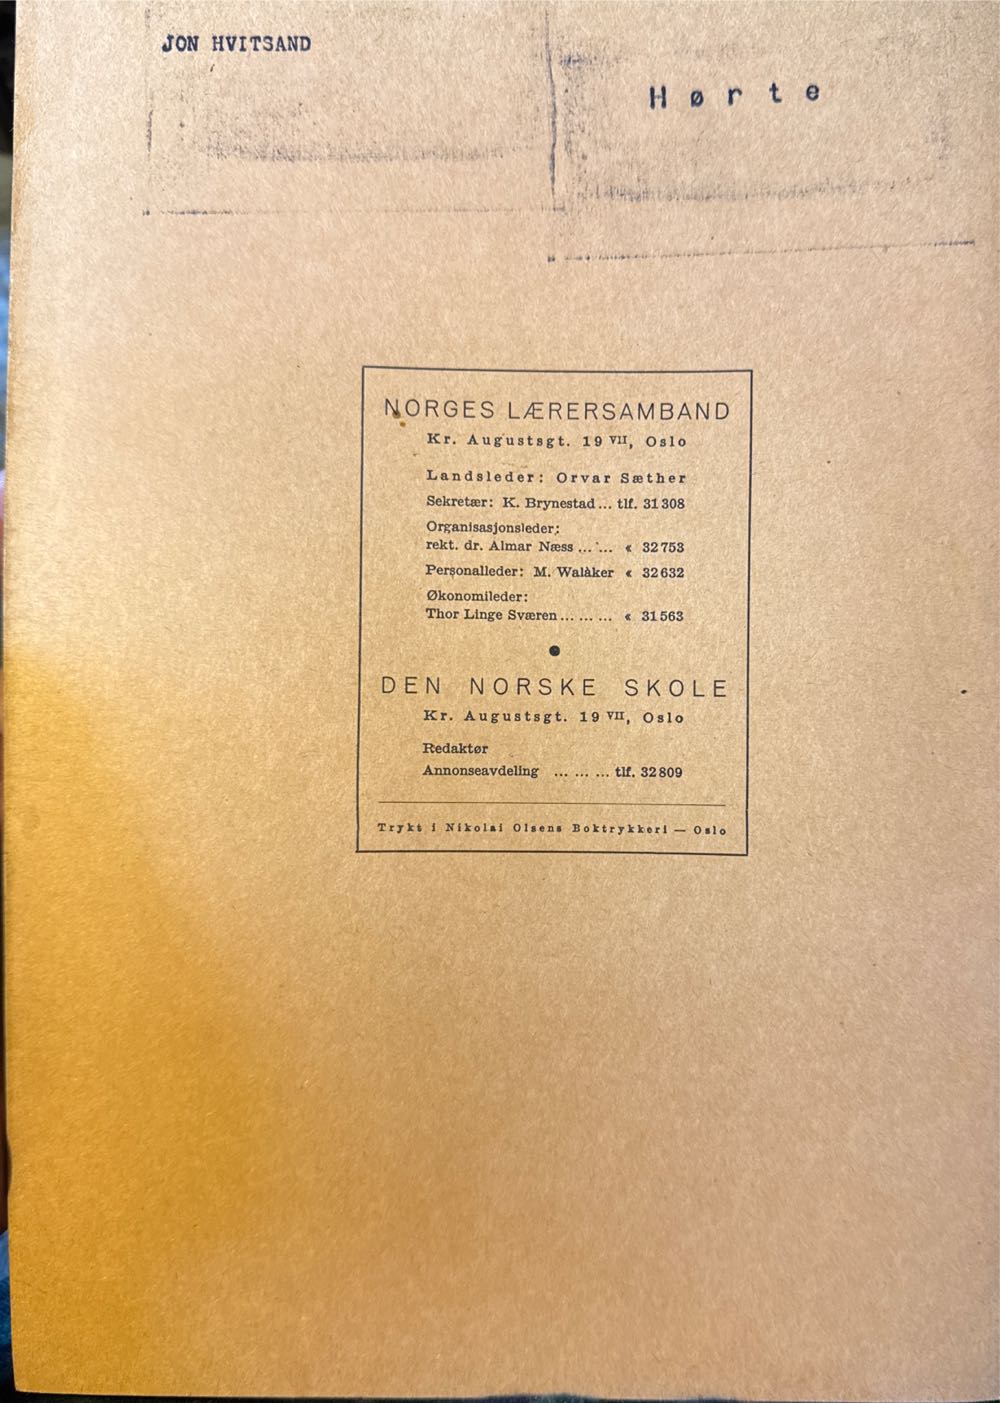 JON HVITSAND
Hørte
NORGES LÆRERSAMBAND
Kr. Augustsgt. 19 VII, Oslo
Landsleder: Orvar Sæther
Sekretær: K. Brynestad ... tlf. 31308
Organisasjonsleder:
rekt. dr. Almar Næss ... ... « 32753
Personalleder: M. Walåker « 32632
Økonomileder:
Thor Linge Sværen ... ... ... « 31563
DEN NORSKE SKOLE
Kr. Augustsgt. 19 VII, Oslo
Redaktør
Annonseavdeling ... ... ... tlf. 32809
Trykt i Nikolai Olsens Boktrykkeri — Oslo